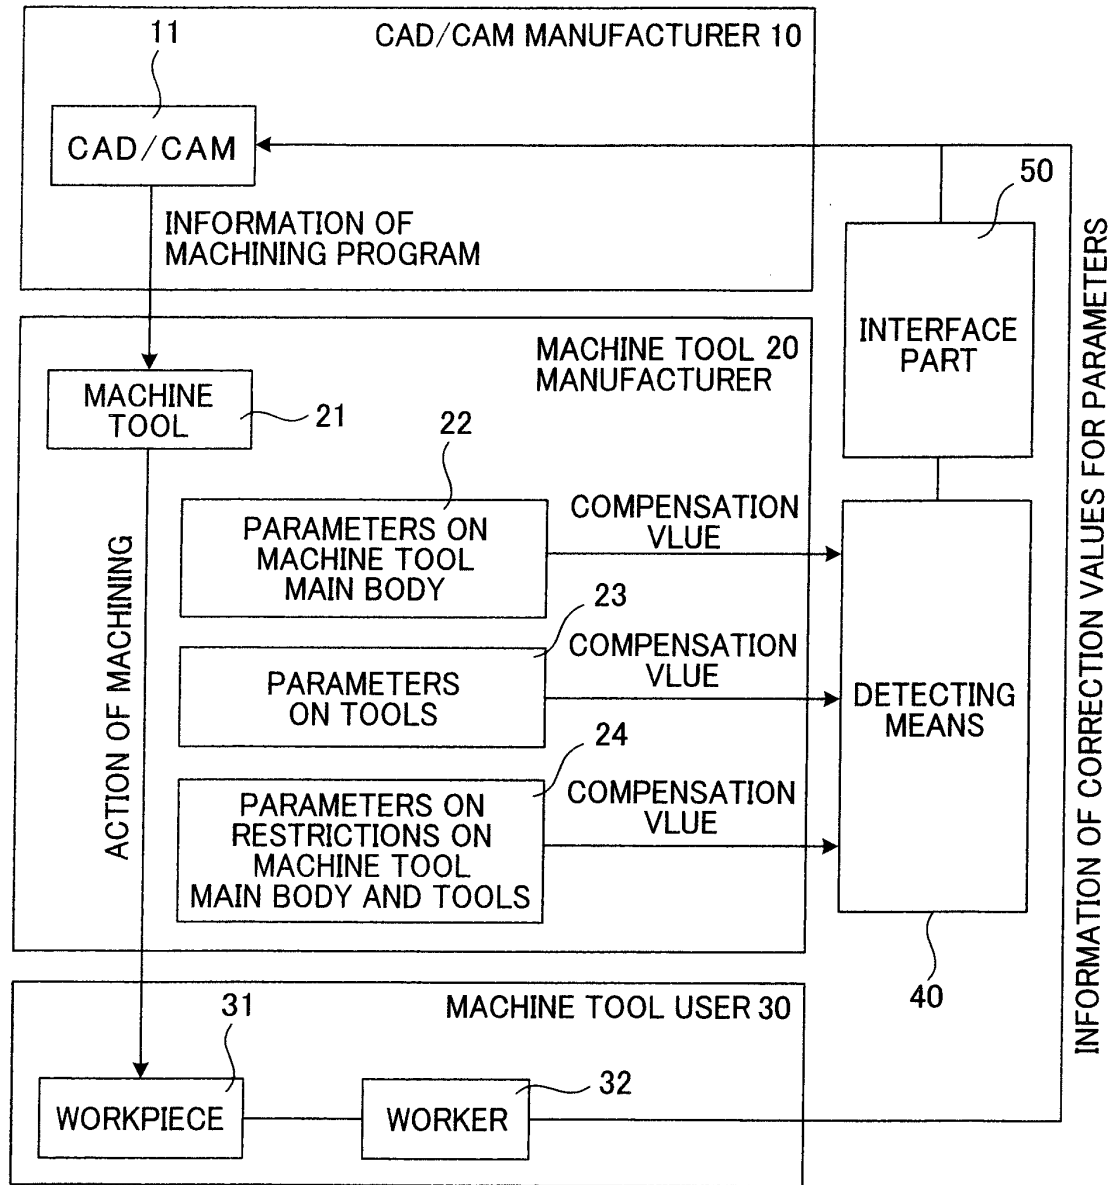 CAD/CAM MANUFACTURER 10
11
CAD/CAM
INFORMATION OF
MACHINING PROGRAM
50
INTERFACE
PART
MACHINE TOOL 20
MANUFACTURER
MACHINE
TOOL
21
22
PARAMETERS ON
MACHINE TOOL
MAIN BODY
COMPENSATION
VLUE
23
PARAMETERS
ON TOOLS
COMPENSATION
VLUE
24
PARAMETERS ON
RESTRICTIONS ON
MACHINE TOOL
MAIN BODY AND TOOLS
COMPENSATION
VLUE
DETECTING
MEANS
40
ACTION OF MACHINING
INFORMATION OF CORRECTION VALUES FOR PARAMETERS
MACHINE TOOL USER 30
31
WORKPIECE
32
WORKER